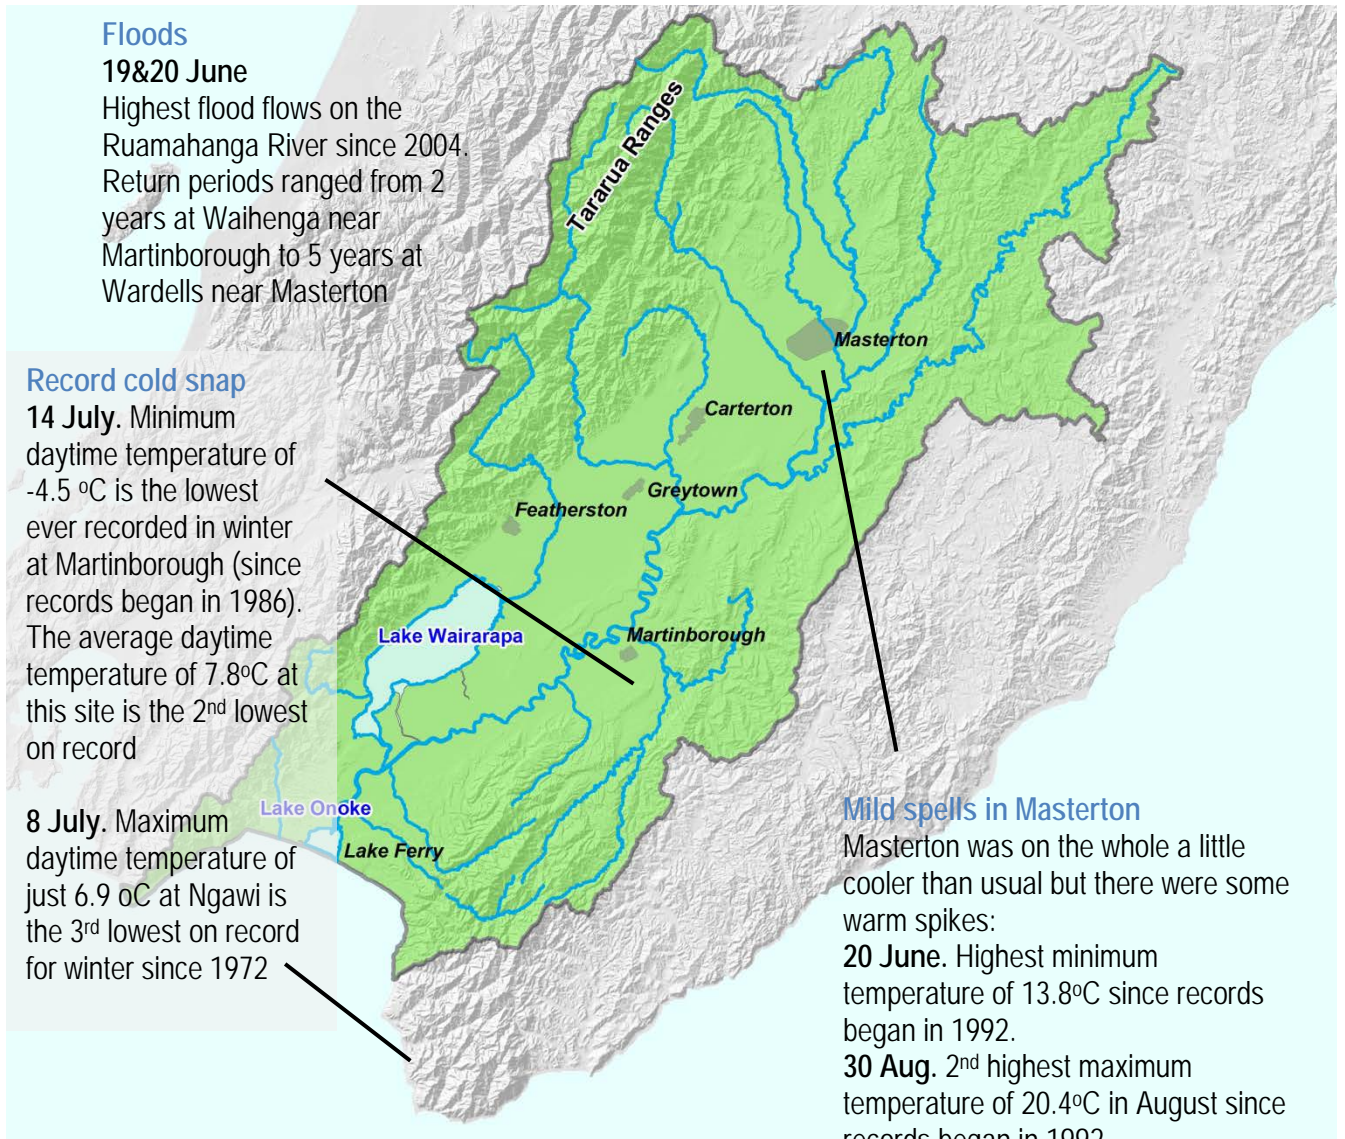 Floods
19&20 June
Highest flood flows on the
Ruamahanga River since 2004.
Return periods ranged from 2
years at Waihenga near
Martinborough to 5 years at
Wardells near Masterton
Tararua Ranges
Masterton
Carterton
Greytown
Featherston
Martinborough
Lake Wairarapa
Lake Onoke
Lake Ferry
Record cold snap
14 July. Minimum
daytime temperature of
-4.5 ºC is the lowest
ever recorded in winter
at Martinborough (since
records began in 1986).
The average daytime
temperature of 7.8ºC at
this site is the 2nd lowest
on record
8 July. Maximum
daytime temperature of
just 6.9 oC at Ngawi is
the 3rd lowest on record
for winter since 1972
Mild spells in Masterton
Masterton was on the whole a little
cooler than usual but there were some
warm spikes:
20 June. Highest minimum
temperature of 13.8ºC since records
began in 1992.
30 Aug. 2nd highest maximum
temperature of 20.4ºC in August since
records began in 1992